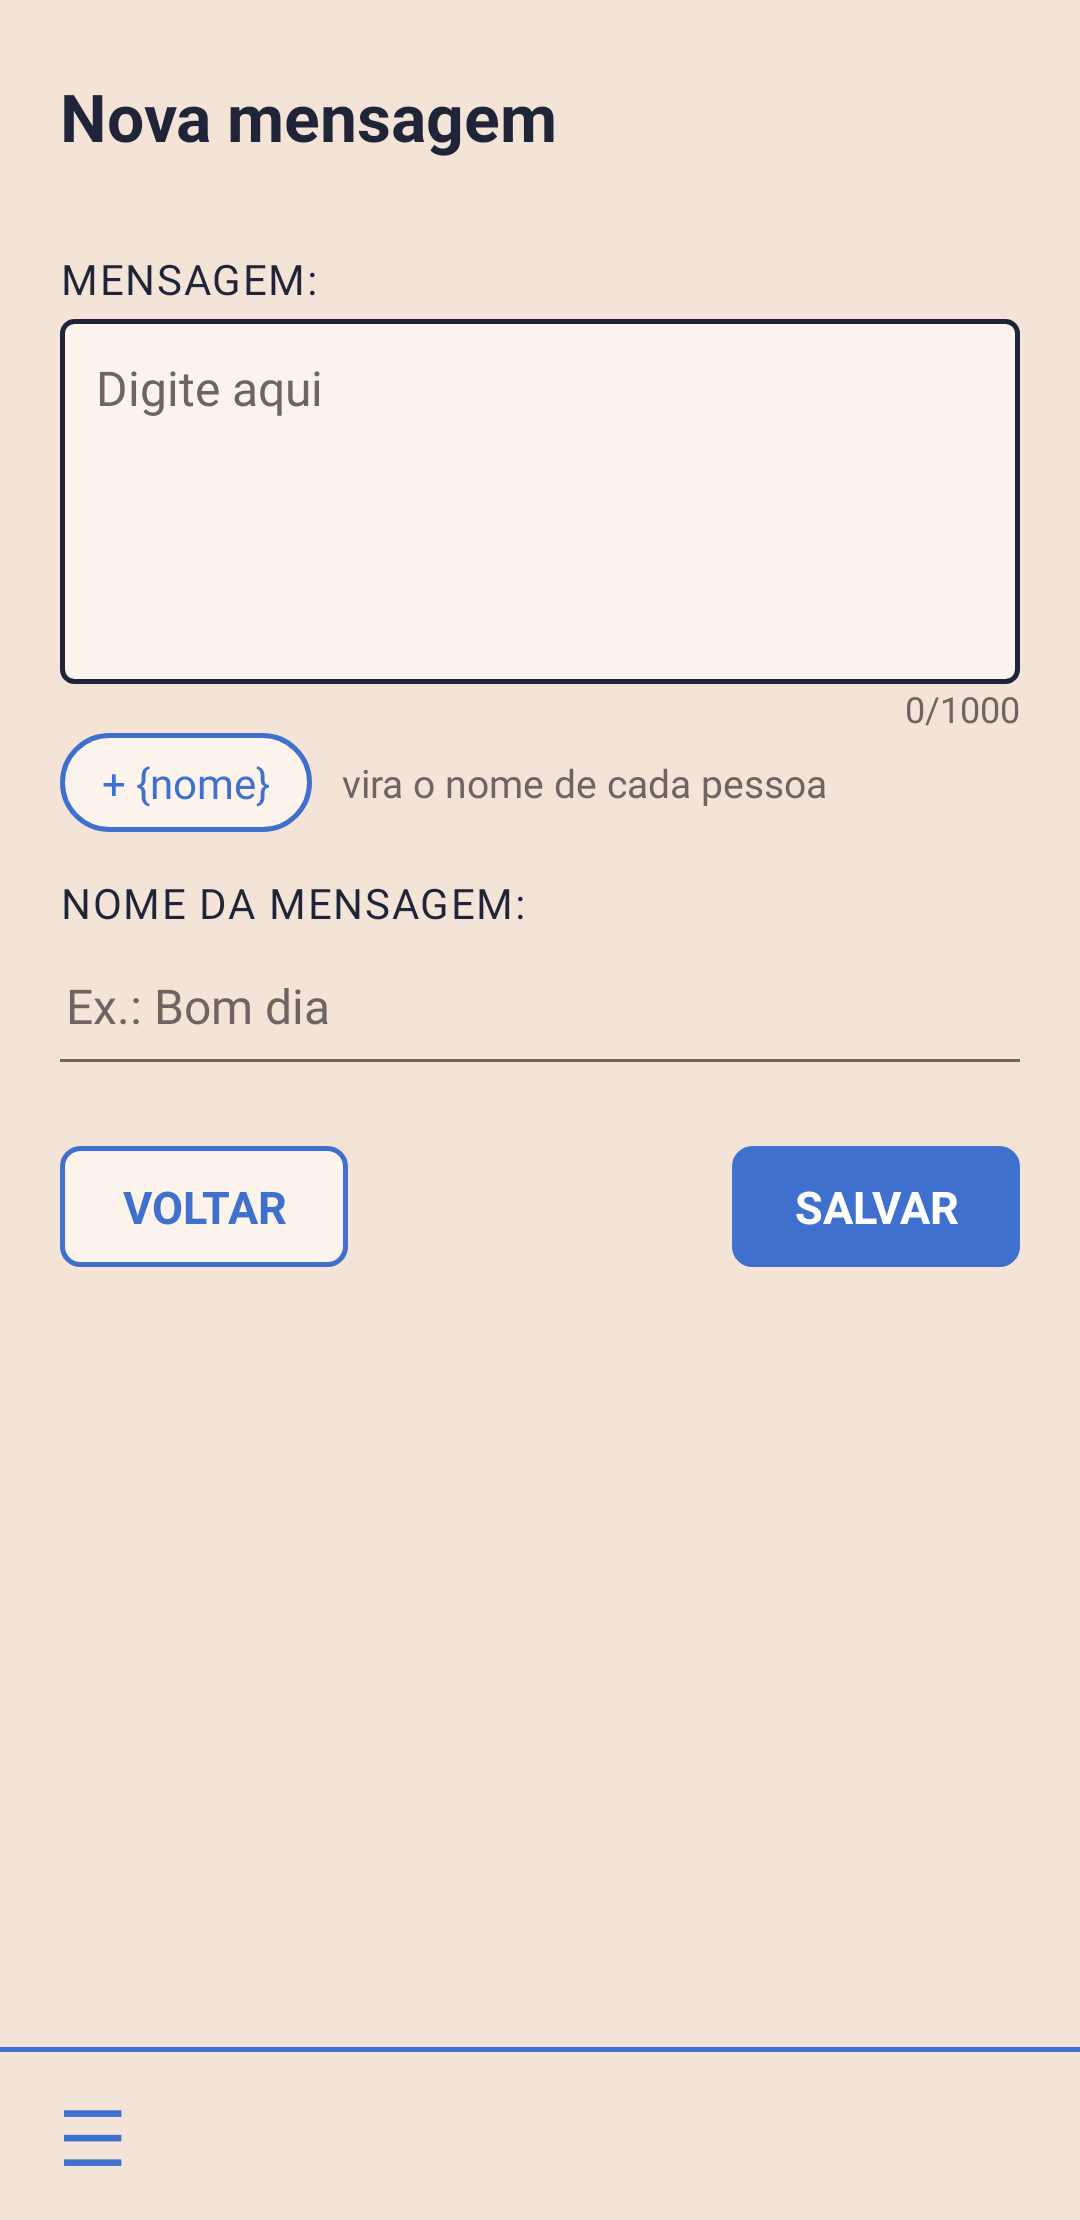 Nova mensagem
MENSAGEM:
Digite aqui
0/1000
+ {nome} vira o nome de cada pessoa
NOME DA MENSAGEM:
Ex.: Bom dia
VOLTAR SALVAR